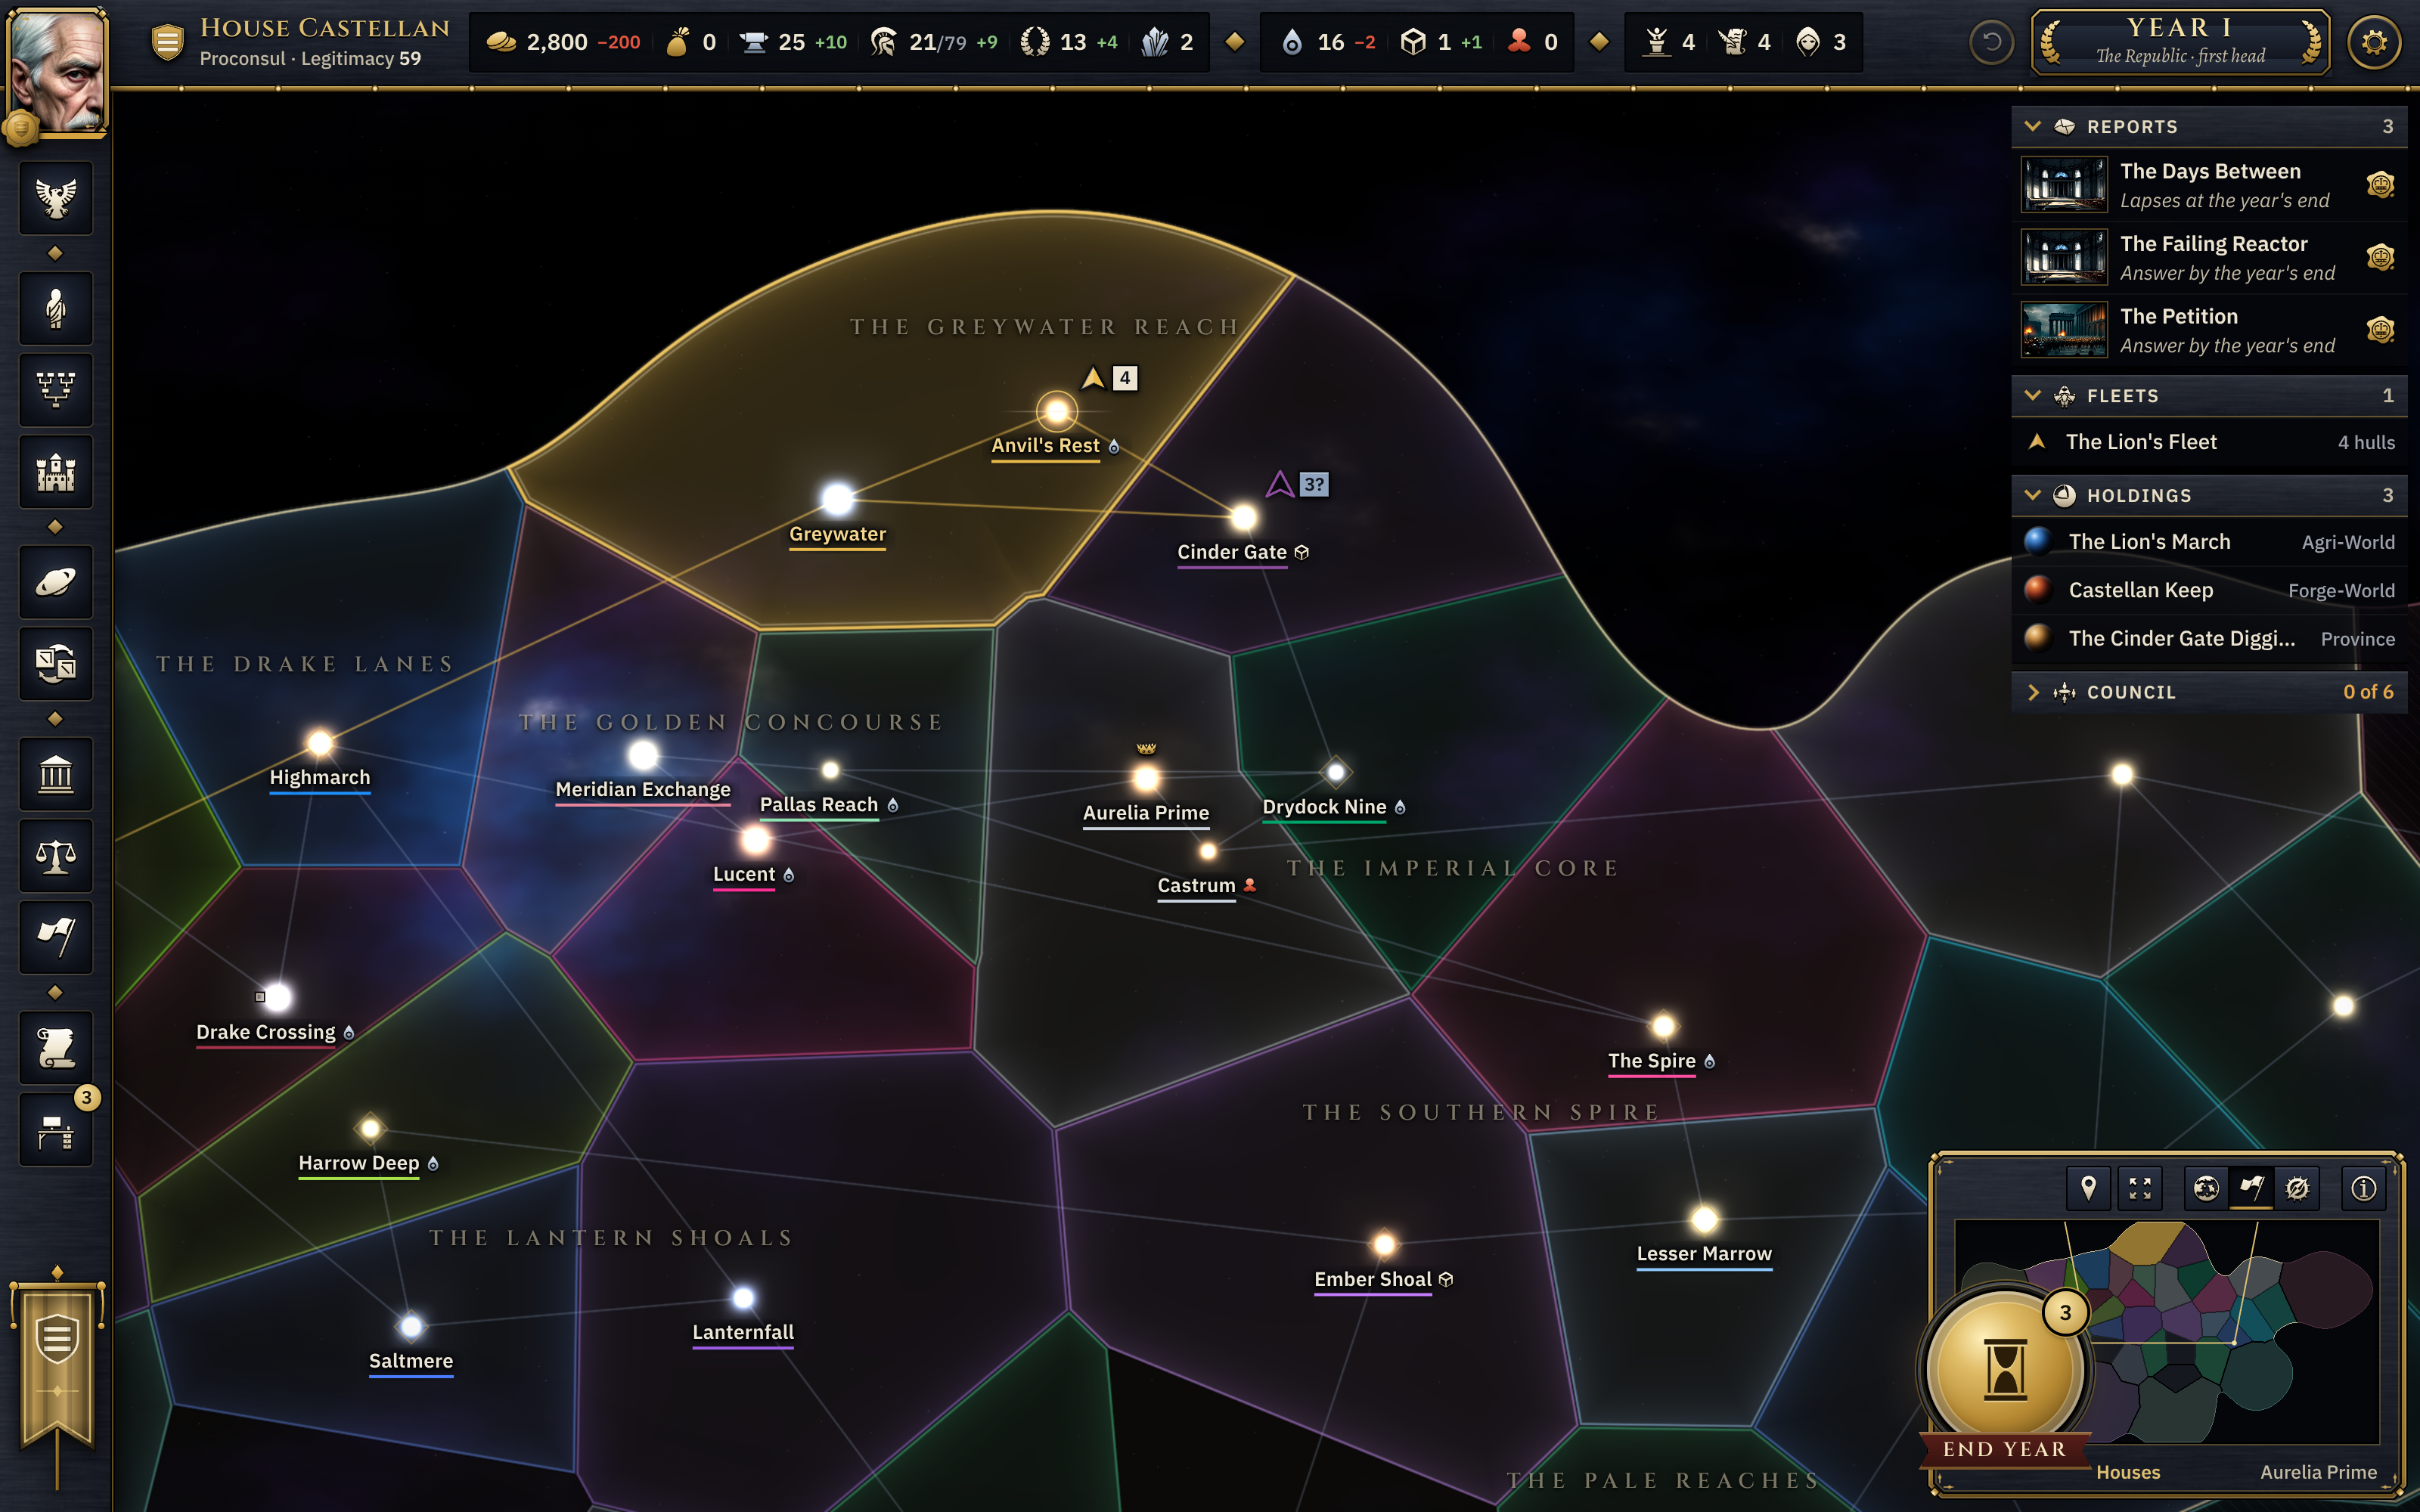 HOUSE CASTELLAN
Proconsul · Legitimacy 59
2,800 −200
0
25 +10
21/79 +9
13 +4
2
16 −2
1 +1
0
4
4
3
YEAR I
The Republic · first head
REPORTS 3
The Days Between
Lapses at the year's end
The Failing Reactor
Answer by the year's end
The Petition
Answer by the year's end
FLEETS 1
The Lion's Fleet 4 hulls
HOLDINGS 3
The Lion's March Agri-World
Castellan Keep Forge-World
The Cinder Gate Diggi... Province
COUNCIL 0 of 6
THE GREYWATER REACH
4
Anvil's Rest
3?
Greywater
Cinder Gate
THE DRAKE LANES
THE GOLDEN CONCOURSE
Highmarch
Meridian Exchange
Pallas Reach
Aurelia Prime
Drydock Nine
Lucent
THE IMPERIAL CORE
Castrum
Drake Crossing
The Spire
THE SOUTHERN SPIRE
Harrow Deep
THE LANTERN SHOALS
Ember Shoal
Lesser Marrow
Lanternfall
Saltmere
THE PALE REACHES
3
3
END YEAR
Houses
Aurelia Prime